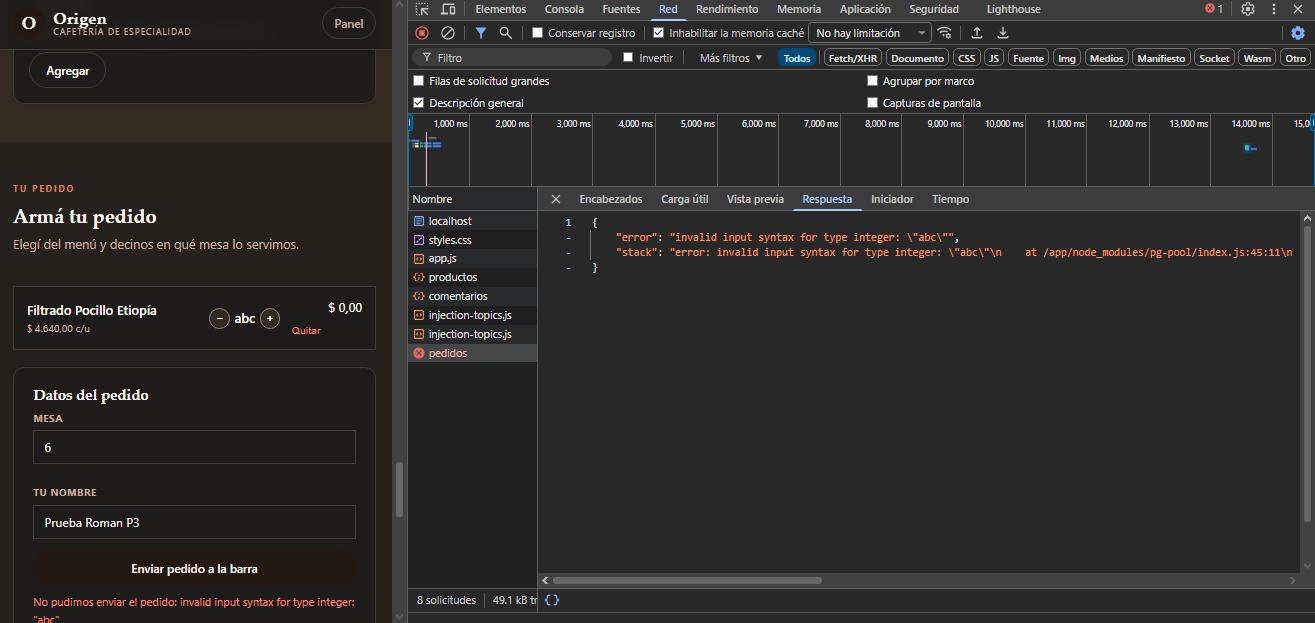 O
Origen
CAFETERÍA DE ESPECIALIDAD
Panel
Agregar
TU PEDIDO
Armá tu pedido
Elegí del menú y decinos en qué mesa lo servimos.
Filtrado Pocillo Etiopía
$ 4.640,00 c/u
− abc +
$ 0,00
Quitar
Datos del pedido
MESA
6
TU NOMBRE
Prueba Roman P3
Enviar pedido a la barra
No pudimos enviar el pedido: invalid input syntax for type integer:
"abc"
Elementos Consola Fuentes Red Rendimiento Memoria Aplicación Seguridad Lighthouse 1
Conservar registro Inhabilitar la memoria caché No hay limitación
Filtro Invertir Más filtros Todos Fetch/XHR Documento CSS JS Fuente Img Medios Manifiesto Socket Wasm Otro
Filas de solicitud grandes Agrupar por marco
Descripción general Capturas de pantalla
1,000 ms 2,000 ms 3,000 ms 4,000 ms 5,000 ms 6,000 ms 7,000 ms 8,000 ms 9,000 ms 10,000 ms 11,000 ms 12,000 ms 13,000 ms 14,000 ms 15,0
Nombre
localhost
styles.css
app.js
productos
comentarios
injection-topics.js
injection-topics.js
pedidos
Encabezados Carga útil Vista previa Respuesta Iniciador Tiempo
1 {
- "error": "invalid input syntax for type integer: \"abc\"",
- "stack": "error: invalid input syntax for type integer: \"abc\"\n    at /app/node_modules/pg-pool/index.js:45:11\n
- }
8 solicitudes 49.1 kB tr {}